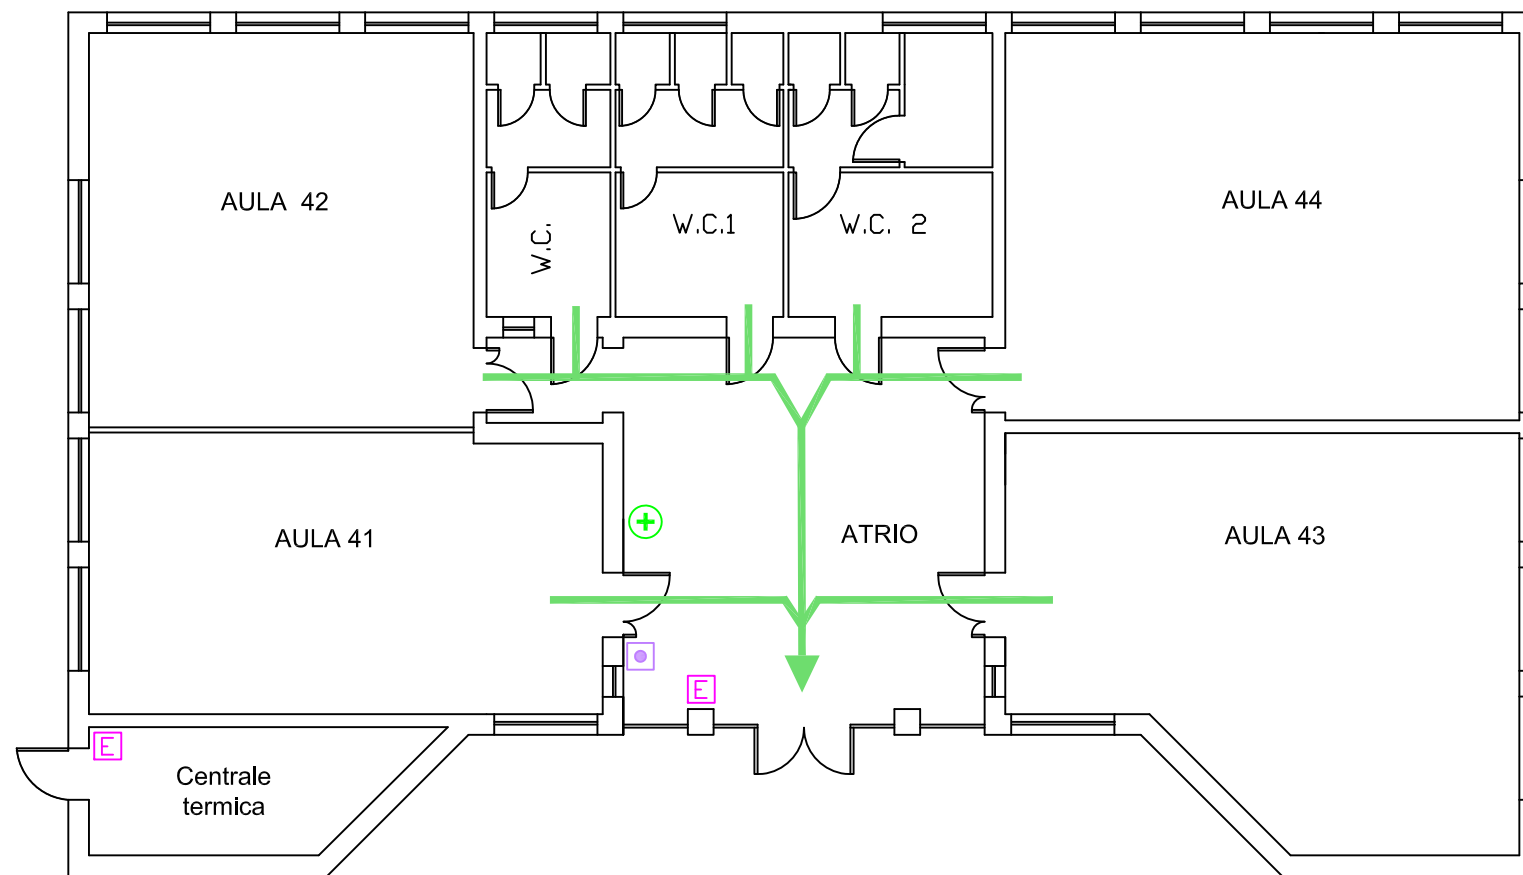 AULA 42
AULA 44
W.C.
W.C.1
W.C. 2
AULA 41
ATRIO
AULA 43
E
E
Centrale
termica